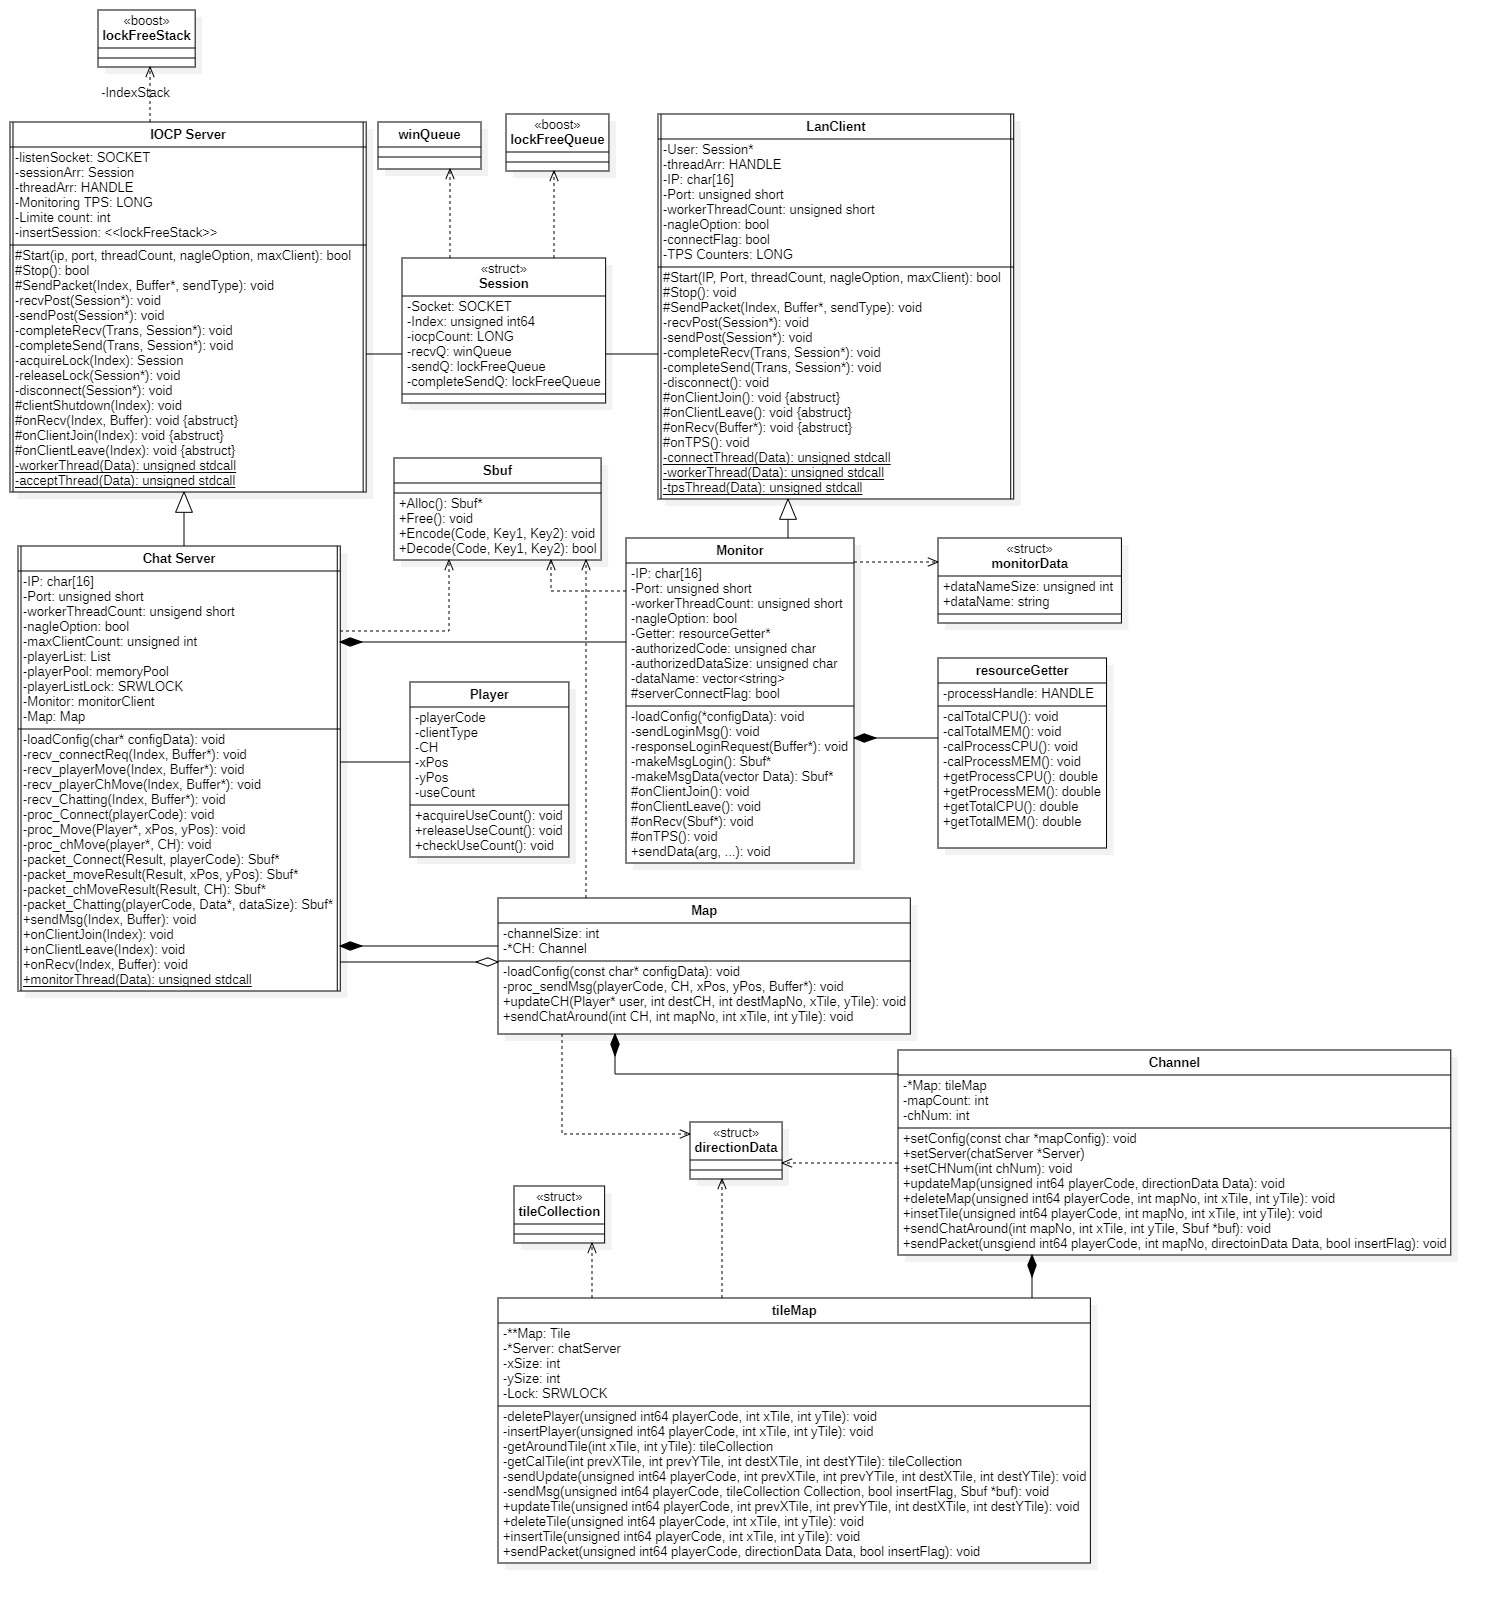 «boost»
lockFreeStack
-IndexStack
IOCP Server
-listenSocket: SOCKET
-sessionArr: Session
-threadArr: HANDLE
-Monitoring TPS: LONG
-Limite count: int
-insertSession: <<lockFreeStack>>
#Start(ip, port, threadCount, nagleOption, maxClient): bool
#Stop(): bool
#SendPacket(Index, Buffer*, sendType): void
-recvPost(Session*): void
-sendPost(Session*): void
-completeRecv(Trans, Session*): void
-completeSend(Trans, Session*): void
-acquireLock(Index): Session
-releaseLock(Session*): void
-disconnect(Session*): void
#clientShutdown(Index): void
#onRecv(Index, Buffer): void {abstruct}
#onClientJoin(Index): void {abstruct}
#onClientLeave(Index): void {abstruct}
-workerThread(Data): unsigned stdcall
-acceptThread(Data): unsigned stdcall
winQueue
«boost»
lockFreeQueue
LanClient
-User: Session*
-threadArr: HANDLE
-IP: char[16]
-Port: unsigned short
-workerThreadCount: unsigned short
-nagleOption: bool
-connectFlag: bool
-TPS Counters: LONG
#Start(IP, Port, threadCount, nagleOption, maxClient): bool
#Stop(): void
#SendPacket(Index, Buffer*, sendType): void
-recvPost(Session*): void
-sendPost(Session*): void
-completeRecv(Trans, Session*): void
-completeSend(Trans, Session*): void
-disconnect(): void
#onClientJoin(): void {abstruct}
#onClientLeave(): void {abstruct}
#onRecv(Buffer*): void {abstruct}
#onTPS(): void
-connectThread(Data): unsigned stdcall
-workerThread(Data): unsigned stdcall
-tpsThread(Data): unsigned stdcall
«struct»
Session
-Socket: SOCKET
-Index: unsigned int64
-iocpCount: LONG
-recvQ: winQueue
-sendQ: lockFreeQueue
-completeSendQ: lockFreeQueue
Sbuf
+Alloc(): Sbuf*
+Free(): void
+Encode(Code, Key1, Key2): void
+Decode(Code, Key1, Key2): bool
Chat Server
-IP: char[16]
-Port: unsigned short
-workerThreadCount: unsigend short
-nagleOption: bool
-maxClientCount: unsigned int
-playerList: List
-playerPool: memoryPool
-playerListLock: SRWLOCK
-Monitor: monitorClient
-Map: Map
-loadConfig(char* configData): void
-recv_connectReq(Index, Buffer*): void
-recv_playerMove(Index, Buffer*): void
-recv_playerChMove(Index, Buffer*): void
-recv_Chatting(Index, Buffer*): void
-proc_Connect(playerCode): void
-proc_Move(Player*, xPos, yPos): void
-proc_chMove(player*, CH): void
-packet_Connect(Result, playerCode): Sbuf*
-packet_moveResult(Result, xPos, yPos): Sbuf*
-packet_chMoveResult(Result, CH): Sbuf*
-packet_Chatting(playerCode, Data*, dataSize): Sbuf*
+sendMsg(Index, Buffer): void
+onClientJoin(Index): void
+onClientLeave(Index): void
+onRecv(Index, Buffer): void
+monitorThread(Data): unsigned stdcall
Player
-playerCode
-clientType
-CH
-xPos
-yPos
-useCount
+acquireUseCount(): void
+releaseUseCount(): void
+checkUseCount(): void
Monitor
-IP: char[16]
-Port: unsigned short
-workerThreadCount: unsigned short
-nagleOption: bool
-Getter: resourceGetter*
-authorizedCode: unsigned char
-authorizedDataSize: unsigned char
-dataName: vector<string>
#serverConnectFlag: bool
-loadConfig(*configData): void
-sendLoginMsg(): void
-responseLoginRequest(Buffer*): void
-makeMsgLogin(): Sbuf*
-makeMsgData(vector Data): Sbuf*
#onClientJoin(): void
#onClientLeave(): void
#onRecv(Sbuf*): void
#onTPS(): void
+sendData(arg, ...): void
«struct»
monitorData
+dataNameSize: unsigned int
+dataName: string
resourceGetter
-processHandle: HANDLE
-calTotalCPU(): void
-calTotalMEM(): void
-calProcessCPU(): void
-calProcessMEM(): void
+getProcessCPU(): double
+getProcessMEM(): double
+getTotalCPU(): double
+getTotalMEM(): double
Map
-channelSize: int
-*CH: Channel
-loadConfig(const char* configData): void
-proc_sendMsg(playerCode, CH, xPos, yPos, Buffer*): void
+updateCH(Player* user, int destCH, int destMapNo, xTile, yTile): void
+sendChatAround(int CH, int mapNo, int xTile, int yTile): void
Channel
-*Map: tileMap
-mapCount: int
-chNum: int
+setConfig(const char *mapConfig): void
+setServer(chatServer *Server)
+setCHNum(int chNum): void
+updateMap(unsigned int64 playerCode, directionData Data): void
+deleteMap(unsigned int64 playerCode, int mapNo, int xTile, int yTile): void
+insetTile(unsigned int64 playerCode, int mapNo, int xTile, int yTile): void
+sendChatAround(int mapNo, int xTile, int yTile, Sbuf *buf): void
+sendPacket(unsgiend int64 playerCode, int mapNo, directoinData Data, bool insertFlag): void
«struct»
directionData
«struct»
tileCollection
tileMap
-**Map: Tile
-*Server: chatServer
-xSize: int
-ySize: int
-Lock: SRWLOCK
-deletePlayer(unsigned int64 playerCode, int xTile, int yTile): void
-insertPlayer(unsigned int64 playerCode, int xTile, int yTile): void
-getAroundTile(int xTile, int yTile): tileCollection
-getCalTile(int prevXTile, int prevYTile, int destXTile, int destYTile): tileCollection
-sendUpdate(unsigned int64 playerCode, int prevXTile, int prevYTile, int destXTile, int destYTile): void
-sendMsg(unsigned int64 playerCode, tileCollection Collection, bool insertFlag, Sbuf *buf): void
+updateTile(unsigned int64 playerCode, int prevXTile, int prevYTile, int destXTile, int destYTile): void
+deleteTile(unsigned int64 playerCode, int xTile, int yTile): void
+insertTile(unsigned int64 playerCode, int xTile, int yTile): void
+sendPacket(unsigned int64 playerCode, directionData Data, bool insertFlag): void